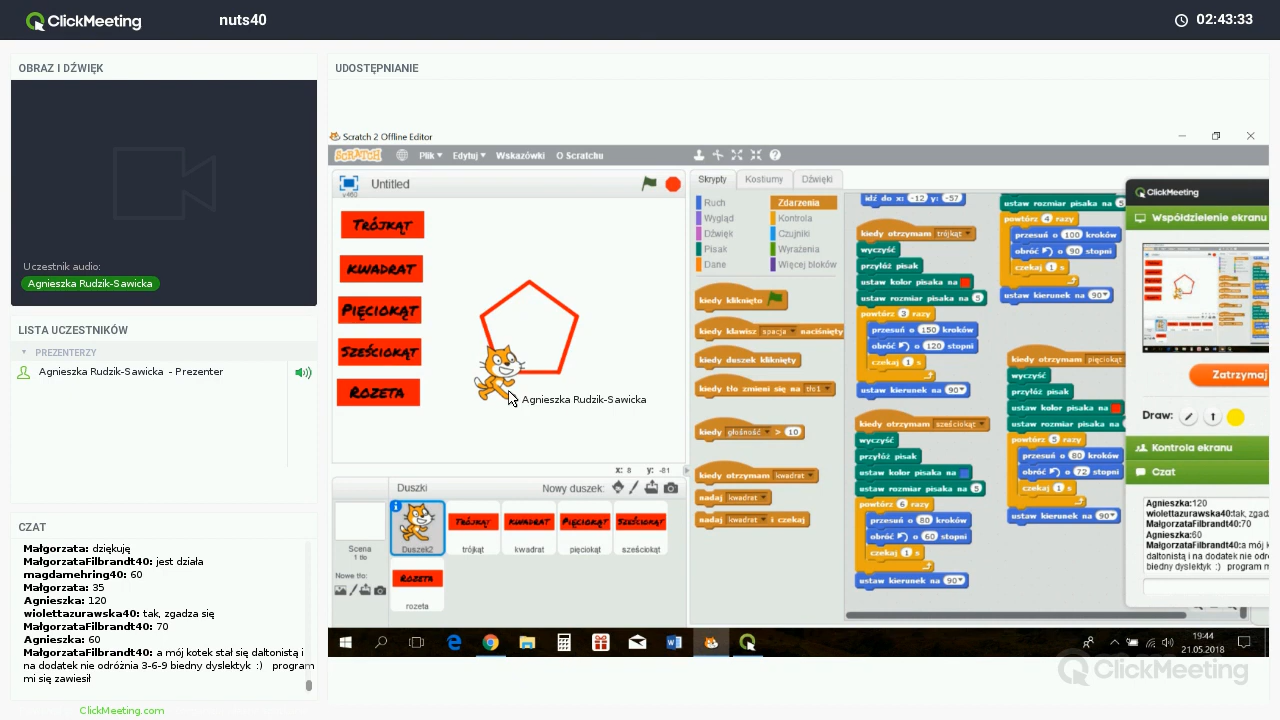 ClickMeeting
nuts40
02:43:33
OBRAZ I DŹWIĘK
UDOSTĘPNIANIE
Uczestnik audio:
Agnieszka Rudzik-Sawicka
LISTA UCZESTNIKÓW
PREZENTERZY
Agnieszka Rudzik-Sawicka - Presenter
CZAT
Małgorzata: dziękuję
MałgorzataFilbrandt40: jest działa
magdamehring40: 60
Małgorzata: 35
Agnieszka: 120
wiolettazurawska40: tak, zgadza się
MałgorzataFilbrandt40: 70
Agnieszka: 60
MałgorzataFilbrandt40: a mój kotek stał się daltonistą i
na dodatek nie odróżnia 3-6-9 biedny dyslektyk :) program
mi się zawiesił
ClickMeeting.com
Scratch 2 Offline Editor
SCRATCH
Plik
Edytuj
Wskazówki
O Scratchu
v460
Untitled
TRÓJKĄT
KWADRAT
PIĘCIOKĄT
SZEŚCIOKĄT
ROZETA
Agnieszka Rudzik-Sawicka
x: 8 y: -81
Duszki
Nowy duszek:
Scena
1 tło
Nowe tło:
Duszek2
TRÓJKĄT
trójkąt
KWADRAT
kwadrat
PIĘCIOKĄT
pięciokąt
SZEŚCIOKĄT
sześciokąt
ROZETA
rozeta
Skrypty
Kostiumy
Dźwięki
Ruch
Wygląd
Dźwięk
Pisak
Dane
Zdarzenia
Kontrola
Czujniki
Wyrażenia
Więcej bloków
kiedy kliknięto
kiedy klawisz spacja naciśnięty
kiedy duszek kliknięty
kiedy tło zmieni się na tło1
kiedy głośność > 10
kiedy otrzymam kwadrat
nadaj kwadrat
nadaj kwadrat i czekaj
idź do x: -12 y: -57
kiedy otrzymam trójkąt
wyczyść
przyłóż pisak
ustaw kolor pisaka na
ustaw rozmiar pisaka na 5
powtórz 3 razy
przesuń o 150 kroków
obróć 120 stopni
czekaj 1 s
ustaw kierunek na 90
kiedy otrzymam sześciokąt
wyczyść
przyłóż pisak
ustaw kolor pisaka na
ustaw rozmiar pisaka na 5
powtórz 6 razy
przesuń o 80 kroków
obróć 60 stopni
czekaj 1 s
ustaw kierunek na 90
ustaw rozmiar pisaka na 5
powtórz 4 razy
przesuń o 100 kroków
obróć 90 stopni
czekaj 1 s
ustaw kierunek na 90
kiedy otrzymam pięciokąt
wyczyść
przyłóż pisak
ustaw kolor pisaka na
ustaw rozmiar pisaka na
powtórz 5 razy
przesuń o 80 kroków
obróć 72 stopni
czekaj 1 s
ustaw kierunek na 90
ClickMeeting
Współdzielenie ekranu
Zatrzymaj
Draw:
Kontrola ekranu
Czat
Agnieszka:120
wiolettazurawska40:tak, zgadz
MałgorzataFilbrandt40:70
Agnieszka:60
MałgorzataFilbrandt40:a mój k
daltonistą i na dodatek nie odró
biedny dyslektyk :) program m
19:44
21.05.2018
ClickMeeting